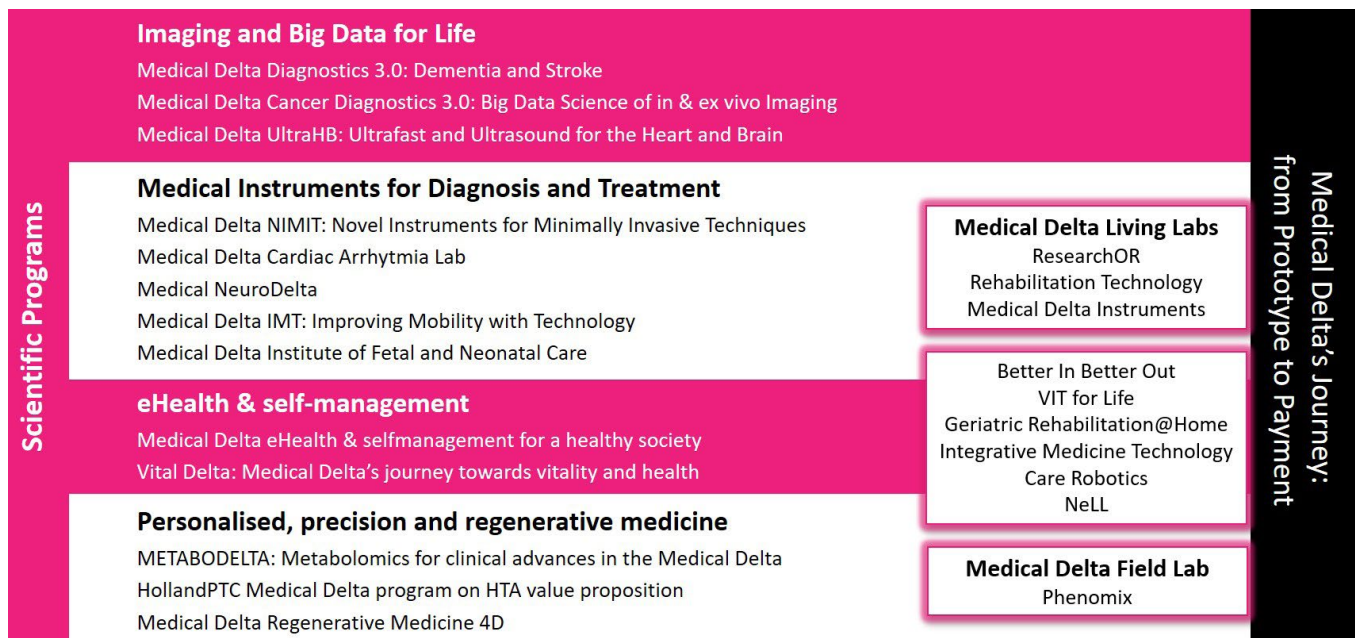 Scientific Programs
Imaging and Big Data for Life
Medical Delta Diagnostics 3.0: Dementia and Stroke
Medical Delta Cancer Diagnostics 3.0: Big Data Science of in & ex vivo Imaging
Medical Delta UltraHB: Ultrafast and Ultrasound for the Heart and Brain
Medical Instruments for Diagnosis and Treatment
Medical Delta NIMIT: Novel Instruments for Minimally Invasive Techniques
Medical Delta Cardiac Arrhytmia Lab
Medical NeuroDelta
Medical Delta IMT: Improving Mobility with Technology
Medical Delta Institute of Fetal and Neonatal Care
eHealth & self-management
Medical Delta eHealth & selfmanagement for a healthy society
Vital Delta: Medical Delta's journey towards vitality and health
Personalised, precision and regenerative medicine
METABODELTA: Metabolomics for clinical advances in the Medical Delta
HollandPTC Medical Delta program on HTA value proposition
Medical Delta Regenerative Medicine 4D
Medical Delta Living Labs
ResearchOR
Rehabilitation Technology
Medical Delta Instruments
Better In Better Out
VIT for Life
Geriatric Rehabilitation@Home
Integrative Medicine Technology
Care Robotics
NeLL
Medical Delta Field Lab
Phenomix
Medical Delta's Journey:
from Prototype to Payment